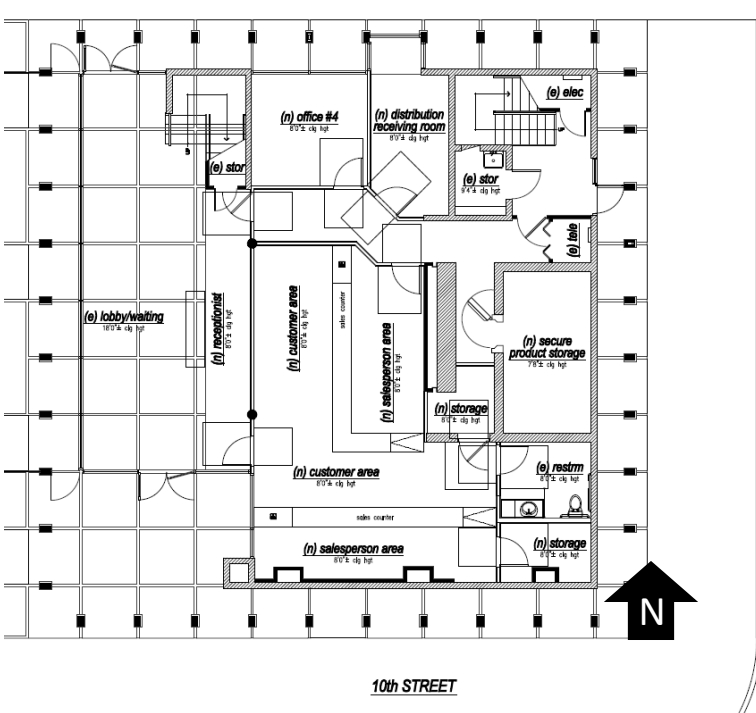 (e) elec
(n) office #4
8'0"± clg hgt
(n) distribution
receiving room
8'0"± clg hgt
UP
(e) stor
(e) stor
9'4"± clg hgt
(e) tele
(e) lobby/waiting
18'0"± clg hgt
(n) receptionist
8'0"± clg hgt
(n) customer area
8'0"± clg hgt
sales counter
(n) salesperson area
8'0"± clg hgt
(n) secure
product storage
7'8"± clg hgt
(n) storage
8'0"± clg hgt
(n) customer area
8'0"± clg hgt
(e) restrm
8'0"± clg hgt
sales counter
(n) salesperson area
8'0"± clg hgt
(n) storage
8'0"± clg hgt
N
10th STREET